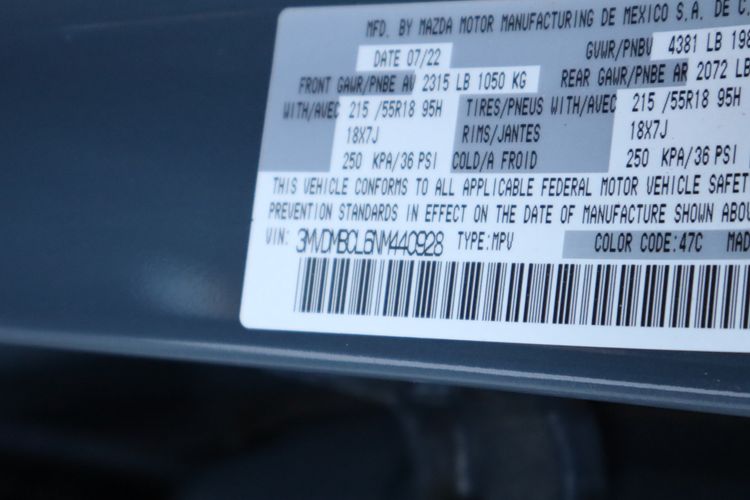 MFD. BY MAZDA MOTOR MANUFACTURING DE MEXICO S.A. DE C
DATE 07/22 GVWR/PNBV 4381 LB 198
FRONT GAWR/PNBE AV 2315 LB 1050 KG REAR GAWR/PNBE AR 2072 LB
WITH/AVEC 215 /55R18 95H TIRES/PNEUS WITH/AVEC 215 /55R18 95H
18X7J RIMS/JANTES 18X7J
250 KPA/36 PSI COLD/A FROID 250 KPA/36 PSI
THIS VEHICLE CONFORMS TO ALL APPLICABLE FEDERAL MOTOR VEHICLE SAFET
PREVENTION STANDARDS IN EFFECT ON THE DATE OF MANUFACTURE SHOWN ABOV
VIN: 3MVDMBCL6NM440928 TYPE:MPV COLOR CODE:47C MAD